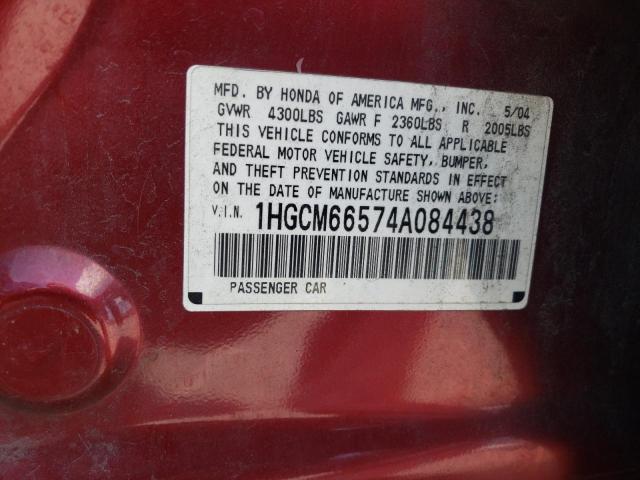 MFD. BY HONDA OF AMERICA MFG., INC. 5/04
GVWR 4300LBS GAWR F 2360LBS R 2005LBS
THIS VEHICLE CONFORMS TO ALL APPLICABLE
FEDERAL MOTOR VEHICLE SAFETY, BUMPER,
AND THEFT PREVENTION STANDARDS IN EFFECT
ON THE DATE OF MANUFACTURE SHOWN ABOVE:
V.I.N. 1HGCM66574A084438
PASSENGER CAR